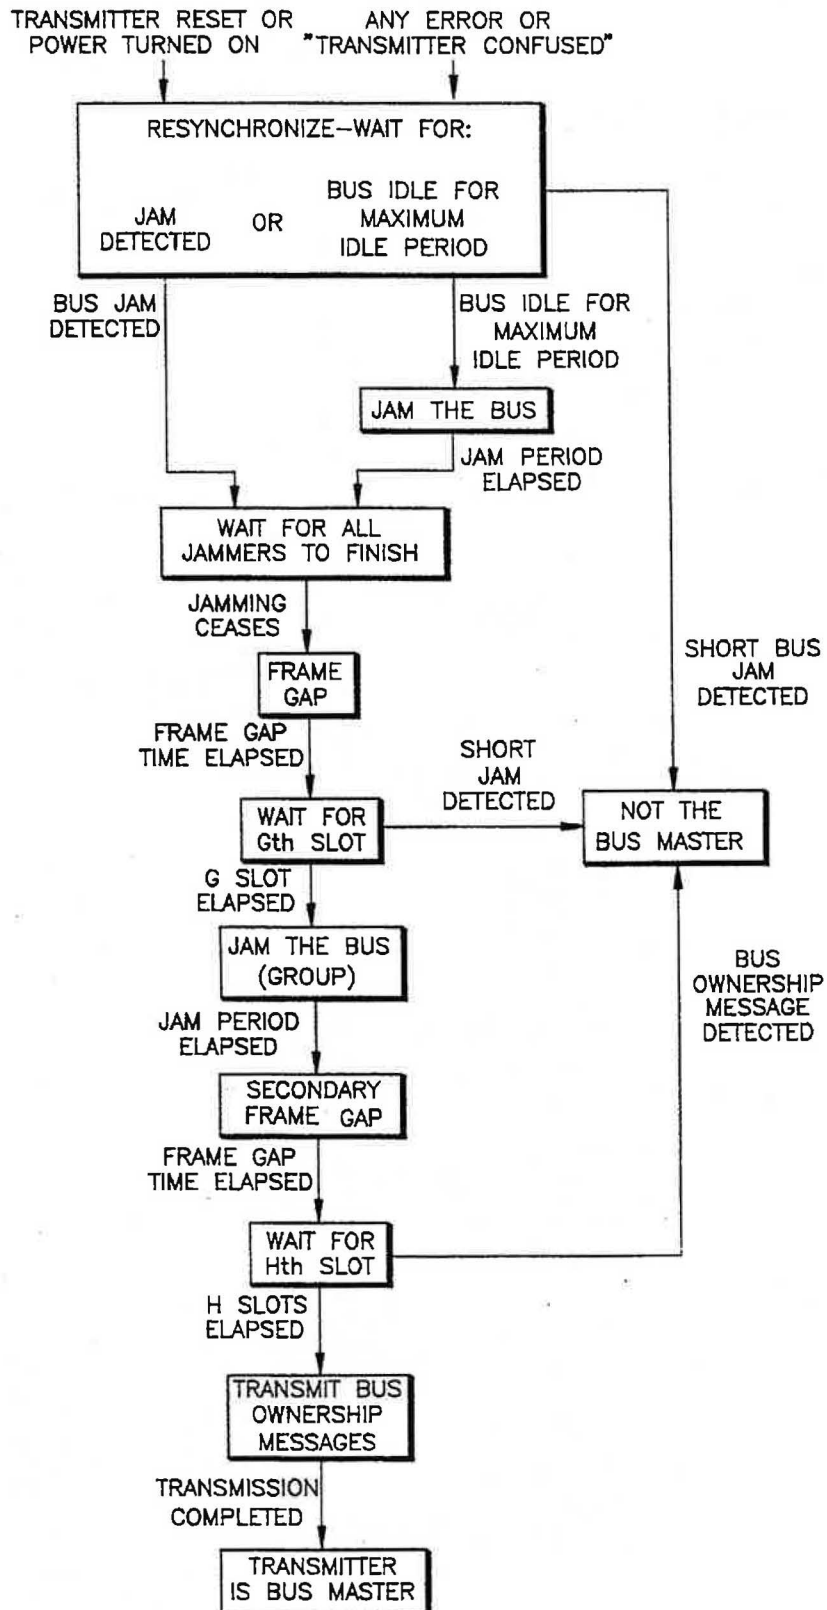 TRANSMITTER RESET OR
POWER TURNED ON
ANY ERROR OR
"TRANSMITTER CONFUSED"
RESYNCHRONIZE-WAIT FOR:
JAM
DETECTED
OR
BUS IDLE FOR
MAXIMUM
IDLE PERIOD
BUS JAM
DETECTED
BUS IDLE FOR
MAXIMUM
IDLE PERIOD
JAM THE BUS
JAM PERIOD
ELAPSED
WAIT FOR ALL
JAMMERS TO FINISH
JAMMING
CEASES
FRAME
GAP
SHORT BUS
JAM
DETECTED
FRAME GAP
TIME ELAPSED
SHORT
JAM
DETECTED
WAIT FOR
Gth SLOT
NOT THE
BUS MASTER
G SLOT
ELAPSED
JAM THE BUS
(GROUP)
BUS
OWNERSHIP
MESSAGE
DETECTED
JAM PERIOD
ELAPSED
SECONDARY
FRAME GAP
FRAME GAP
TIME ELAPSED
WAIT FOR
Hth SLOT
H SLOTS
ELAPSED
TRANSMIT BUS
OWNERSHIP
MESSAGES
TRANSMISSION
COMPLETED
TRANSMITTER
IS BUS MASTER